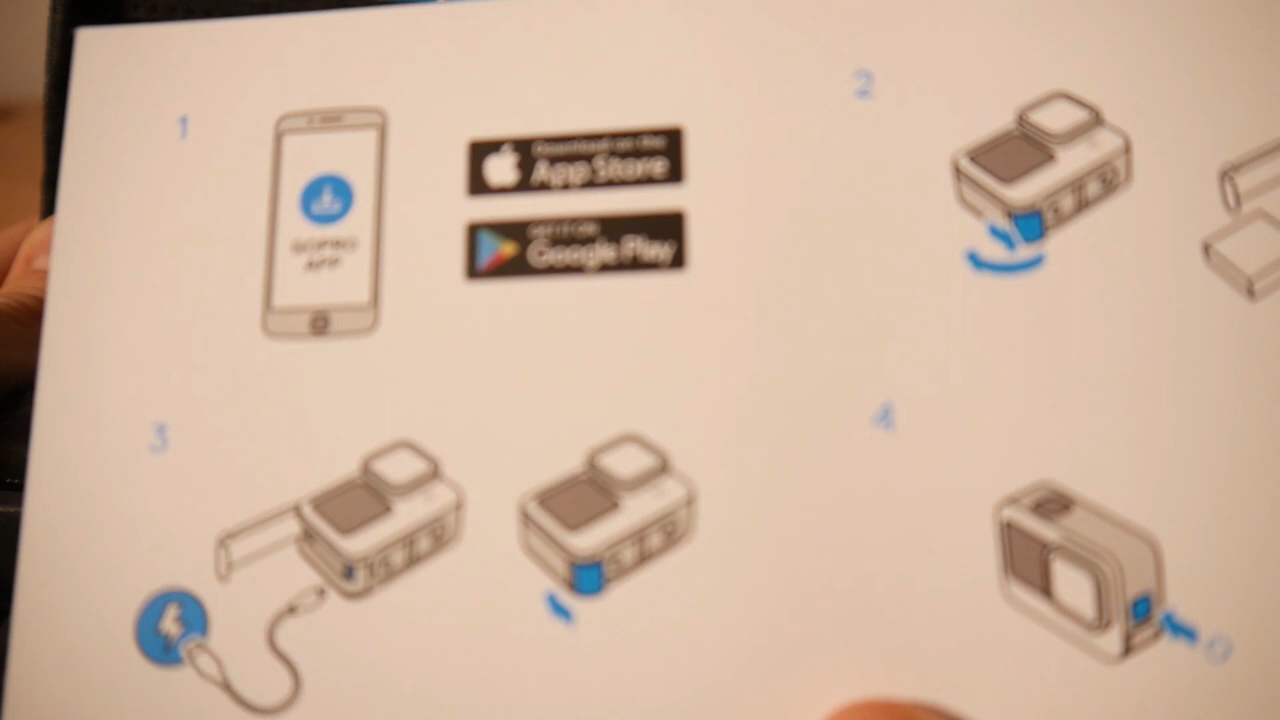 1
GOPRO
APP
Download on the
App Store
GET IT ON
Google Play
2
3
4